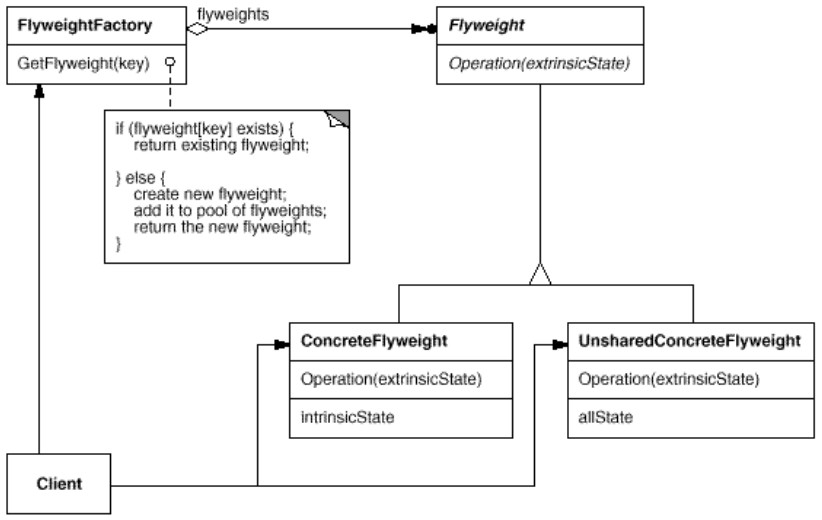 FlyweightFactory
GetFlyweight(key)
flyweights
Flyweight
Operation(extrinsicState)
if (flyweight[key] exists) {
return existing flyweight;
} else {
create new flyweight;
add it to pool of flyweights;
return the new flyweight;
}
ConcreteFlyweight
Operation(extrinsicState)
intrinsicState
UnsharedConcreteFlyweight
Operation(extrinsicState)
allState
Client